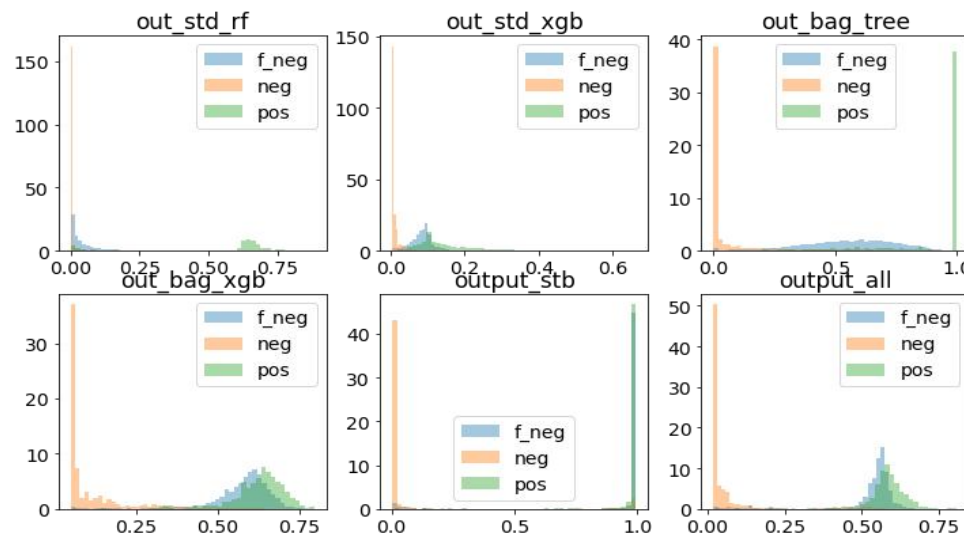 out_std_rf
150
100
50
0
0.00 0.25 0.50 0.75
f_neg
neg
pos
out_std_xgb
150
100
50
0
0.0 0.2 0.4 0.6
f_neg
neg
pos
out_bag_tree
40
30
20
10
0
0.0 0.5 1.0
f_neg
neg
pos
out_bag_xgb
30
20
10
0
0.25 0.50 0.75
f_neg
neg
pos
output_stb
40
30
20
10
0
0.0 0.5 1.0
f_neg
neg
pos
output_all
50
40
30
20
10
0
0.00 0.25 0.50 0.75
f_neg
neg
pos